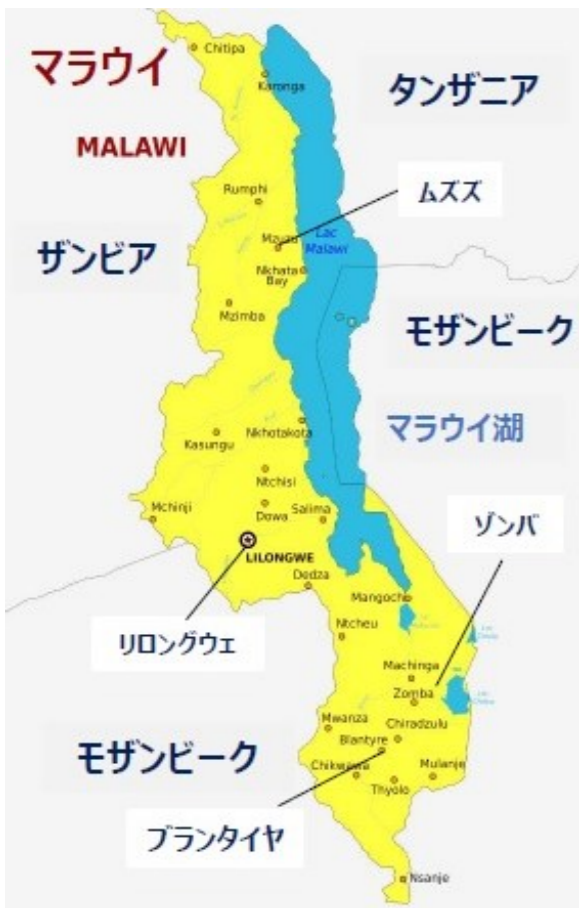 Chitipa
マラウイ
Karonga
タンザニア
MALAWI
Rumphi
ムズズ
Mzuzu
Lac
Malawi
ザンビア
Nkhata
Bay
Mzimba
モザンビーク
マラウイ湖
Nkhotakota
Kasungu
Ntchisi
Mchinji
Dowa
Salima
ゾンバ
LILONGWE
Dedza
Mangochi
リロングウェ
Ntcheu
Machinga
Zomba
Mwanza
Chiradzulu
モザンビーク
Blantyre
Chikwawa
Mulanje
Thyolo
ブランタイヤ
Nsanje